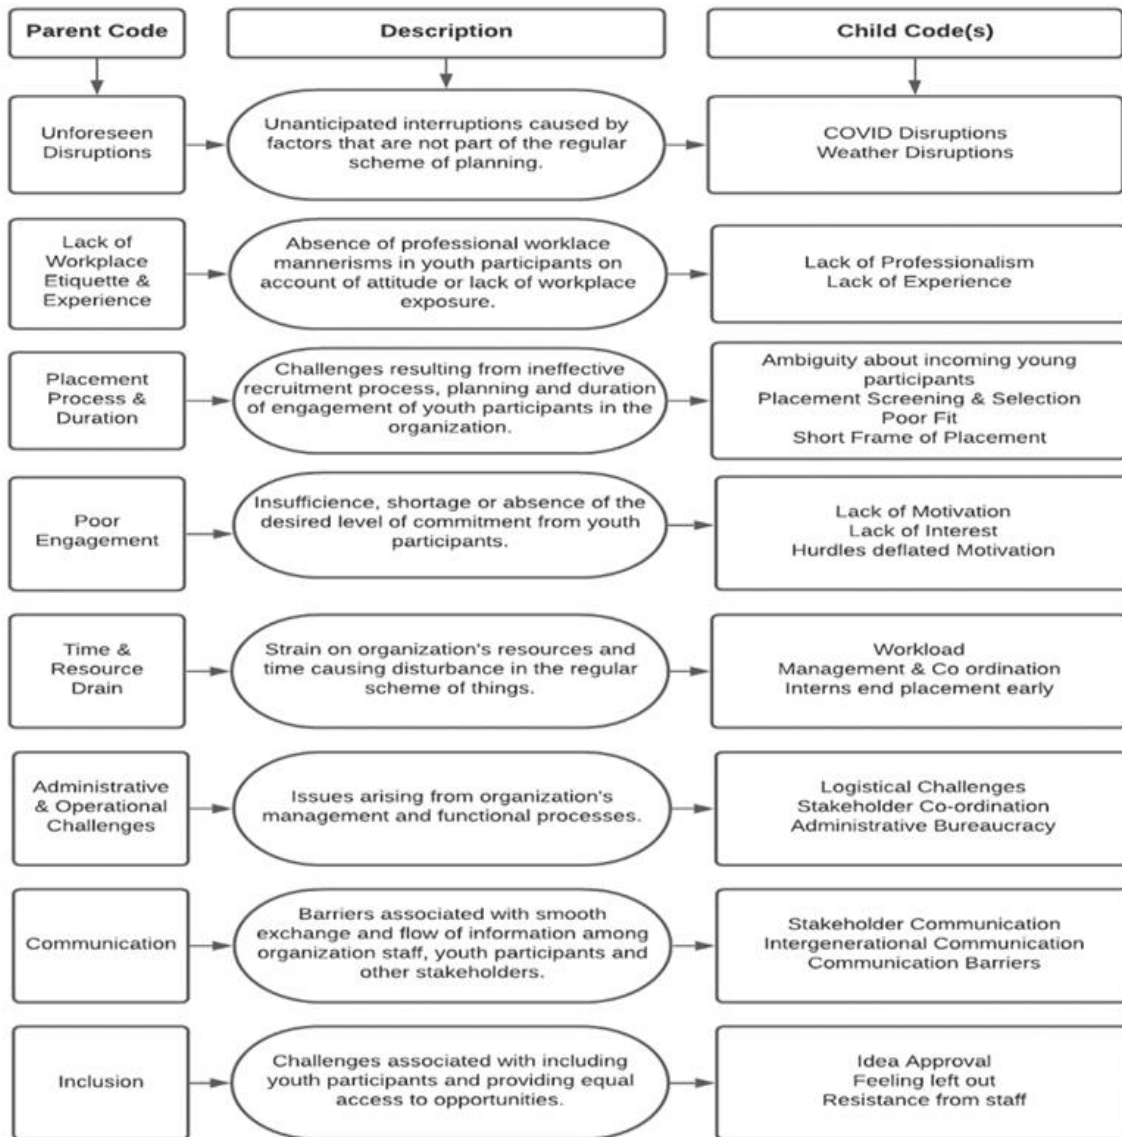 Parent Code
Description
Child Code(s)
Unforeseen
Disruptions
Unanticipated interruptions caused by
factors that are not part of the regular
scheme of planning.
COVID Disruptions
Weather Disruptions
Lack of
Workplace
Etiquette &
Experience
Absence of professional worklace
mannerisms in youth participants on
account of attitude or lack of workplace
exposure.
Lack of Professionalism
Lack of Experience
Placement
Process &
Duration
Challenges resulting from ineffective
recruitment process, planning and duration
of engagement of youth participants in the
organization.
Ambiguity about incoming young
participants
Placement Screening & Selection
Poor Fit
Short Frame of Placement
Poor
Engagement
Insufficience, shortage or absence of the
desired level of commitment from youth
participants.
Lack of Motivation
Lack of Interest
Hurdles deflated Motivation
Time &
Resource
Drain
Strain on organization's resources and
time causing disturbance in the regular
scheme of things.
Workload
Management & Co ordination
Interns end placement early
Administrative
& Operational
Challenges
Issues arising from organization's
management and functional processes.
Logistical Challenges
Stakeholder Co-ordination
Administrative Bureaucracy
Communication
Barriers associated with smooth
exchange and flow of information among
organization staff, youth participants and
other stakeholders.
Stakeholder Communication
Intergenerational Communication
Communication Barriers
Inclusion
Challenges associated with including
youth participants and providing equal
access to opportunities.
Idea Approval
Feeling left out
Resistance from staff